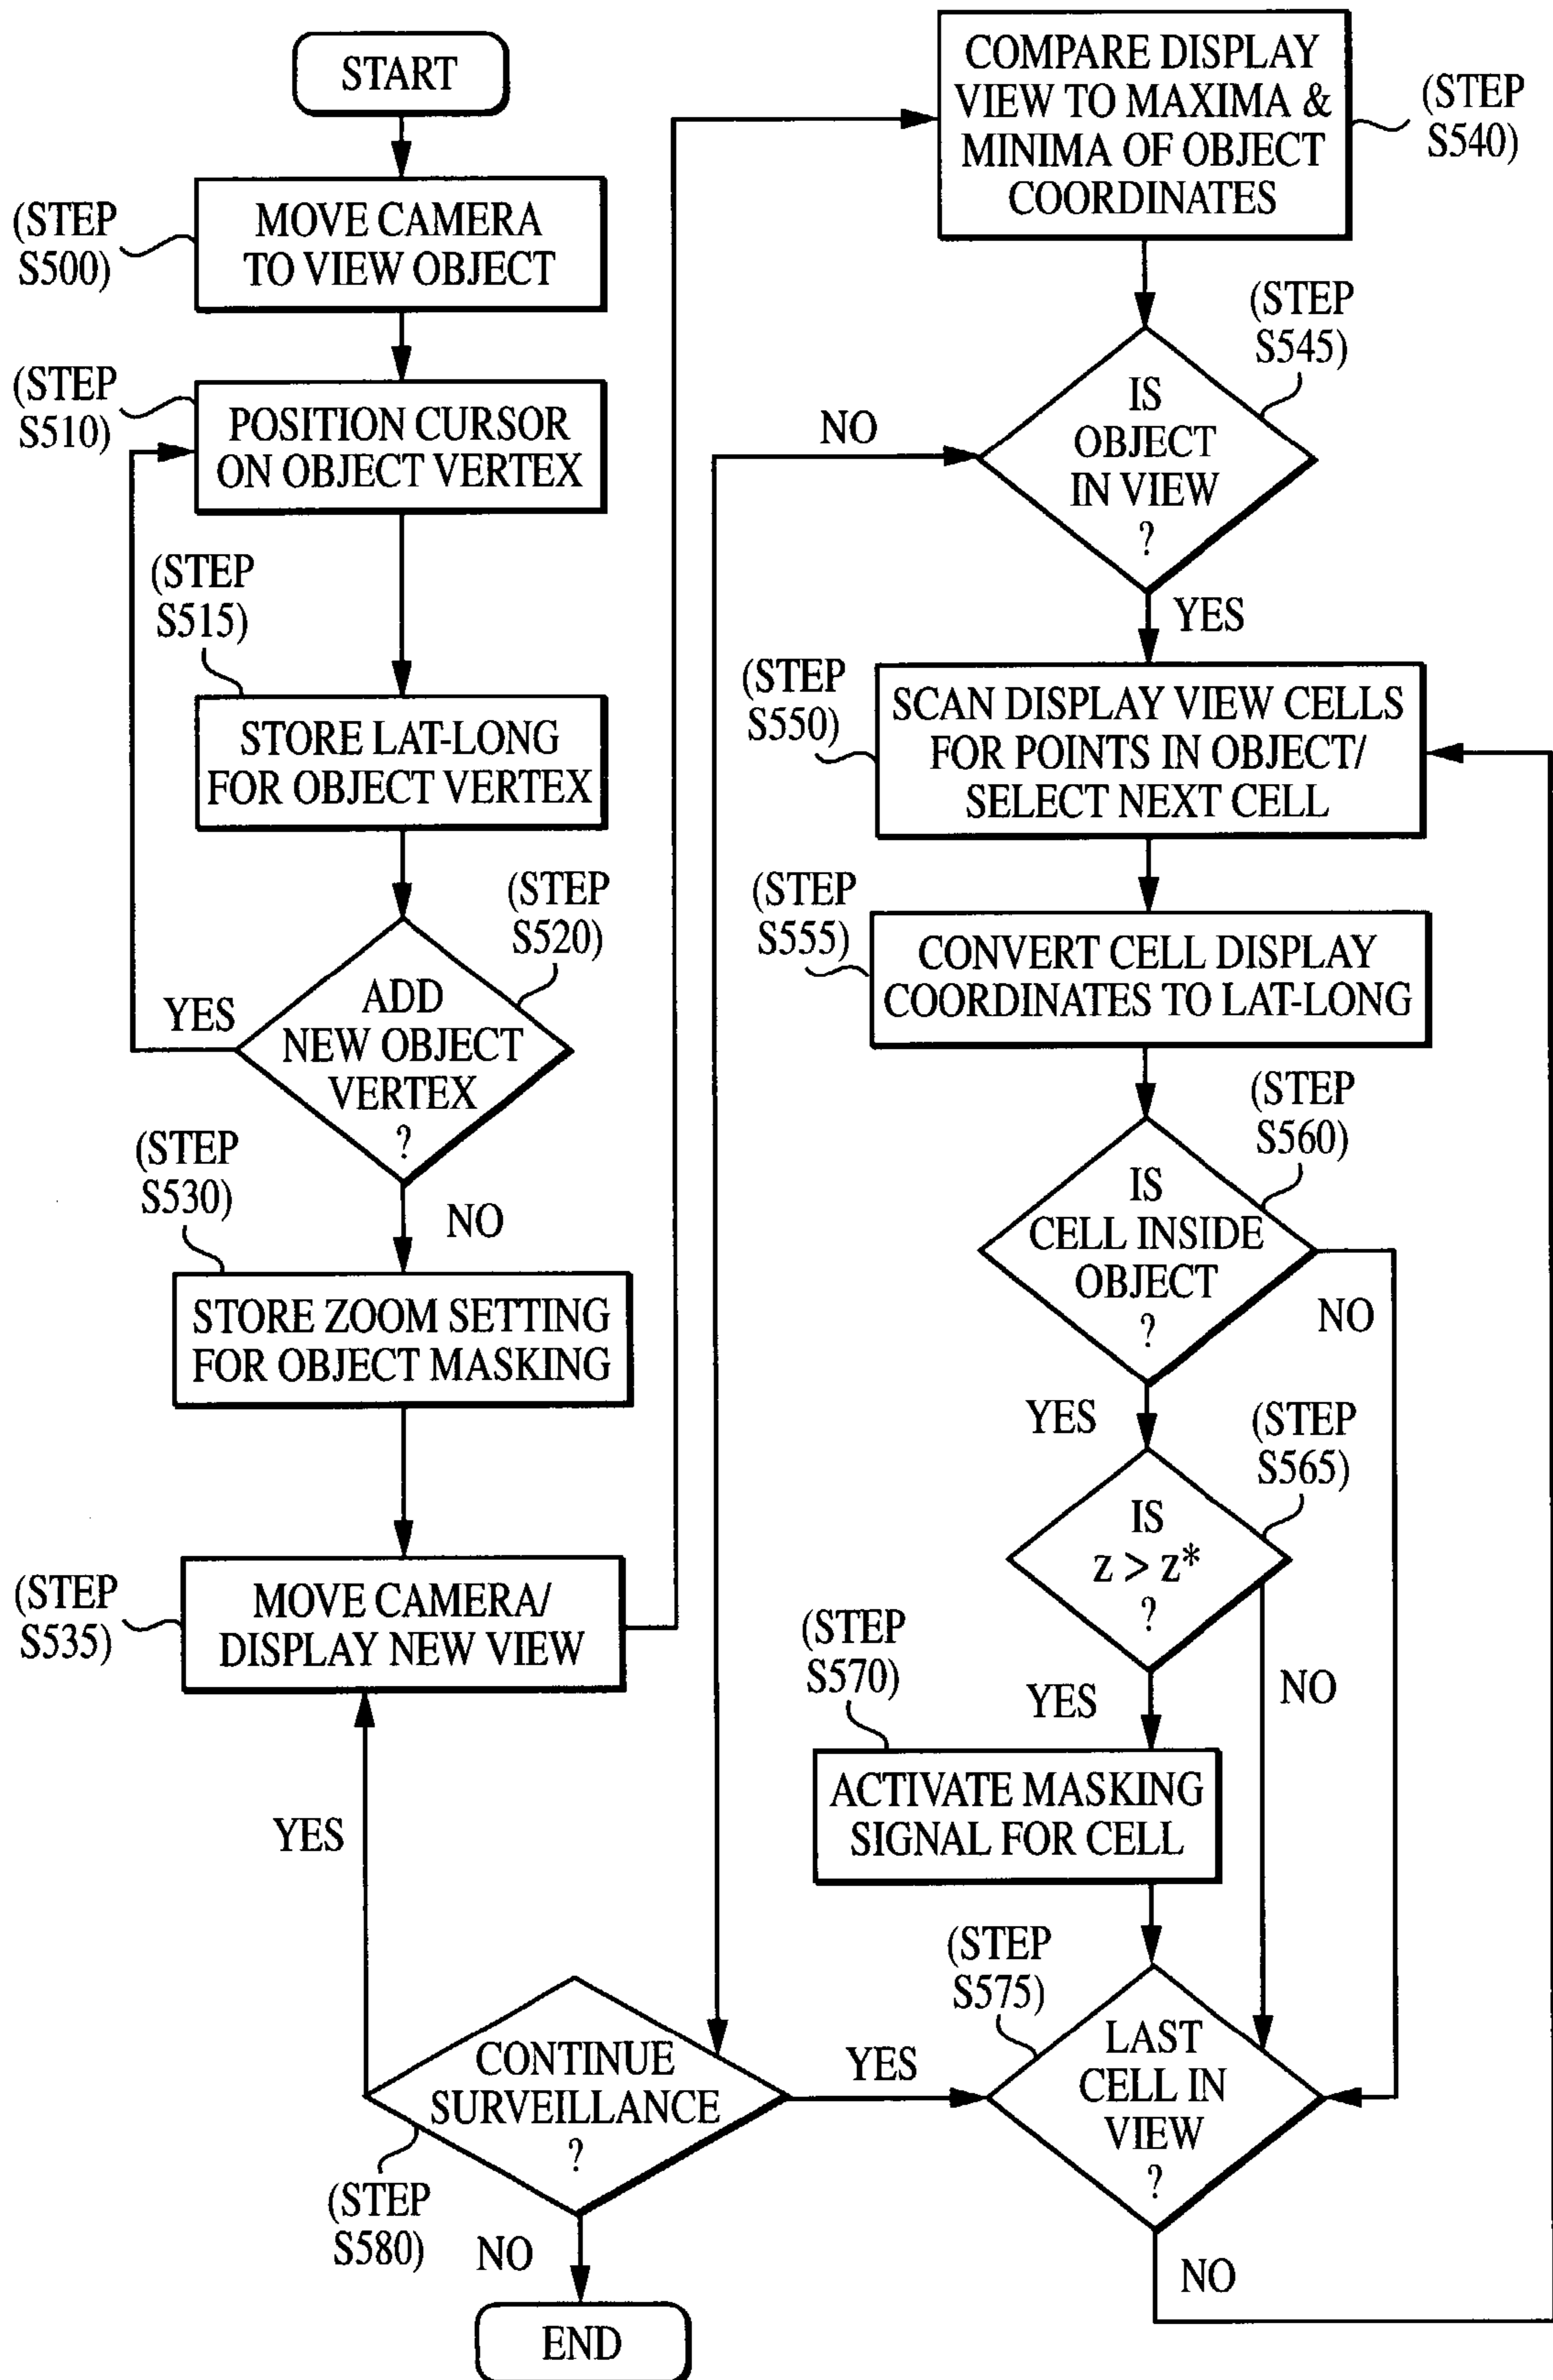 START
(STEP
S500)
MOVE CAMERA
TO VIEW OBJECT
(STEP
S510)
POSITION CURSOR
ON OBJECT VERTEX
(STEP
S515)
STORE LAT-LONG
FOR OBJECT VERTEX
(STEP
S520)
ADD
NEW OBJECT
VERTEX
?
YES
NO
(STEP
S530)
STORE ZOOM SETTING
FOR OBJECT MASKING
(STEP
S535)
MOVE CAMERA/
DISPLAY NEW VIEW
YES
COMPARE DISPLAY
VIEW TO MAXIMA &
MINIMA OF OBJECT
COORDINATES
(STEP
S540)
(STEP
S545)
IS
OBJECT
IN VIEW
?
NO
YES
(STEP
S550)
SCAN DISPLAY VIEW CELLS
FOR POINTS IN OBJECT/
SELECT NEXT CELL
(STEP
S555)
CONVERT CELL DISPLAY
COORDINATES TO LAT-LONG
(STEP
S560)
IS
CELL INSIDE
OBJECT
?
NO
YES
(STEP
S565)
IS
z > z*
?
NO
YES
(STEP
S570)
ACTIVATE MASKING
SIGNAL FOR CELL
(STEP
S575)
LAST
CELL IN
VIEW
?
NO
YES
CONTINUE
SURVEILLANCE
?
(STEP
S580)
NO
END